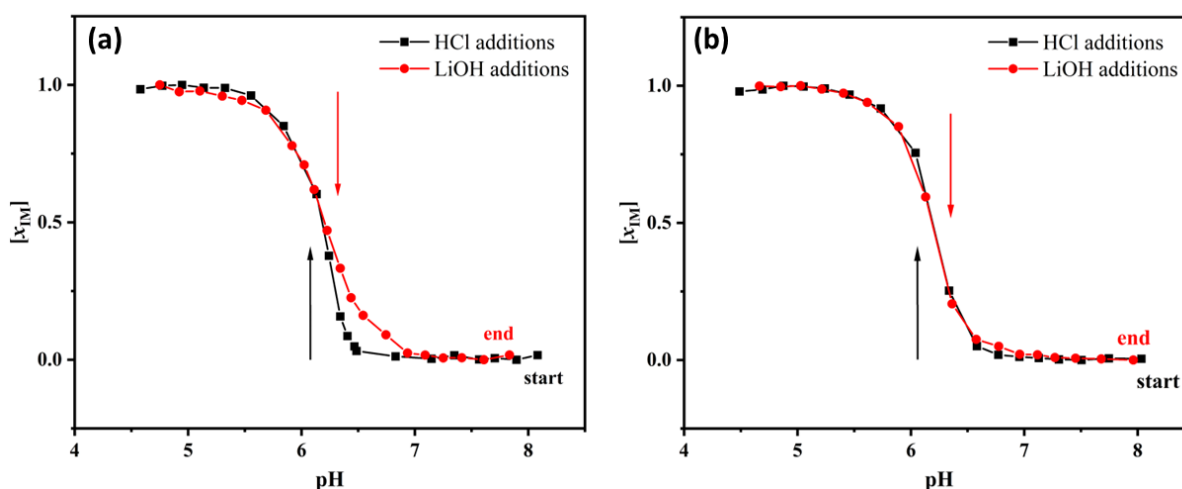 (a)
HCl additions
LiOH additions
1.0
0.5
0.0
[xIM]
end
start
4
5
6
7
8
pH
(b)
HCl additions
LiOH additions
1.0
0.5
0.0
[xIM]
end
start
4
5
6
7
8
pH